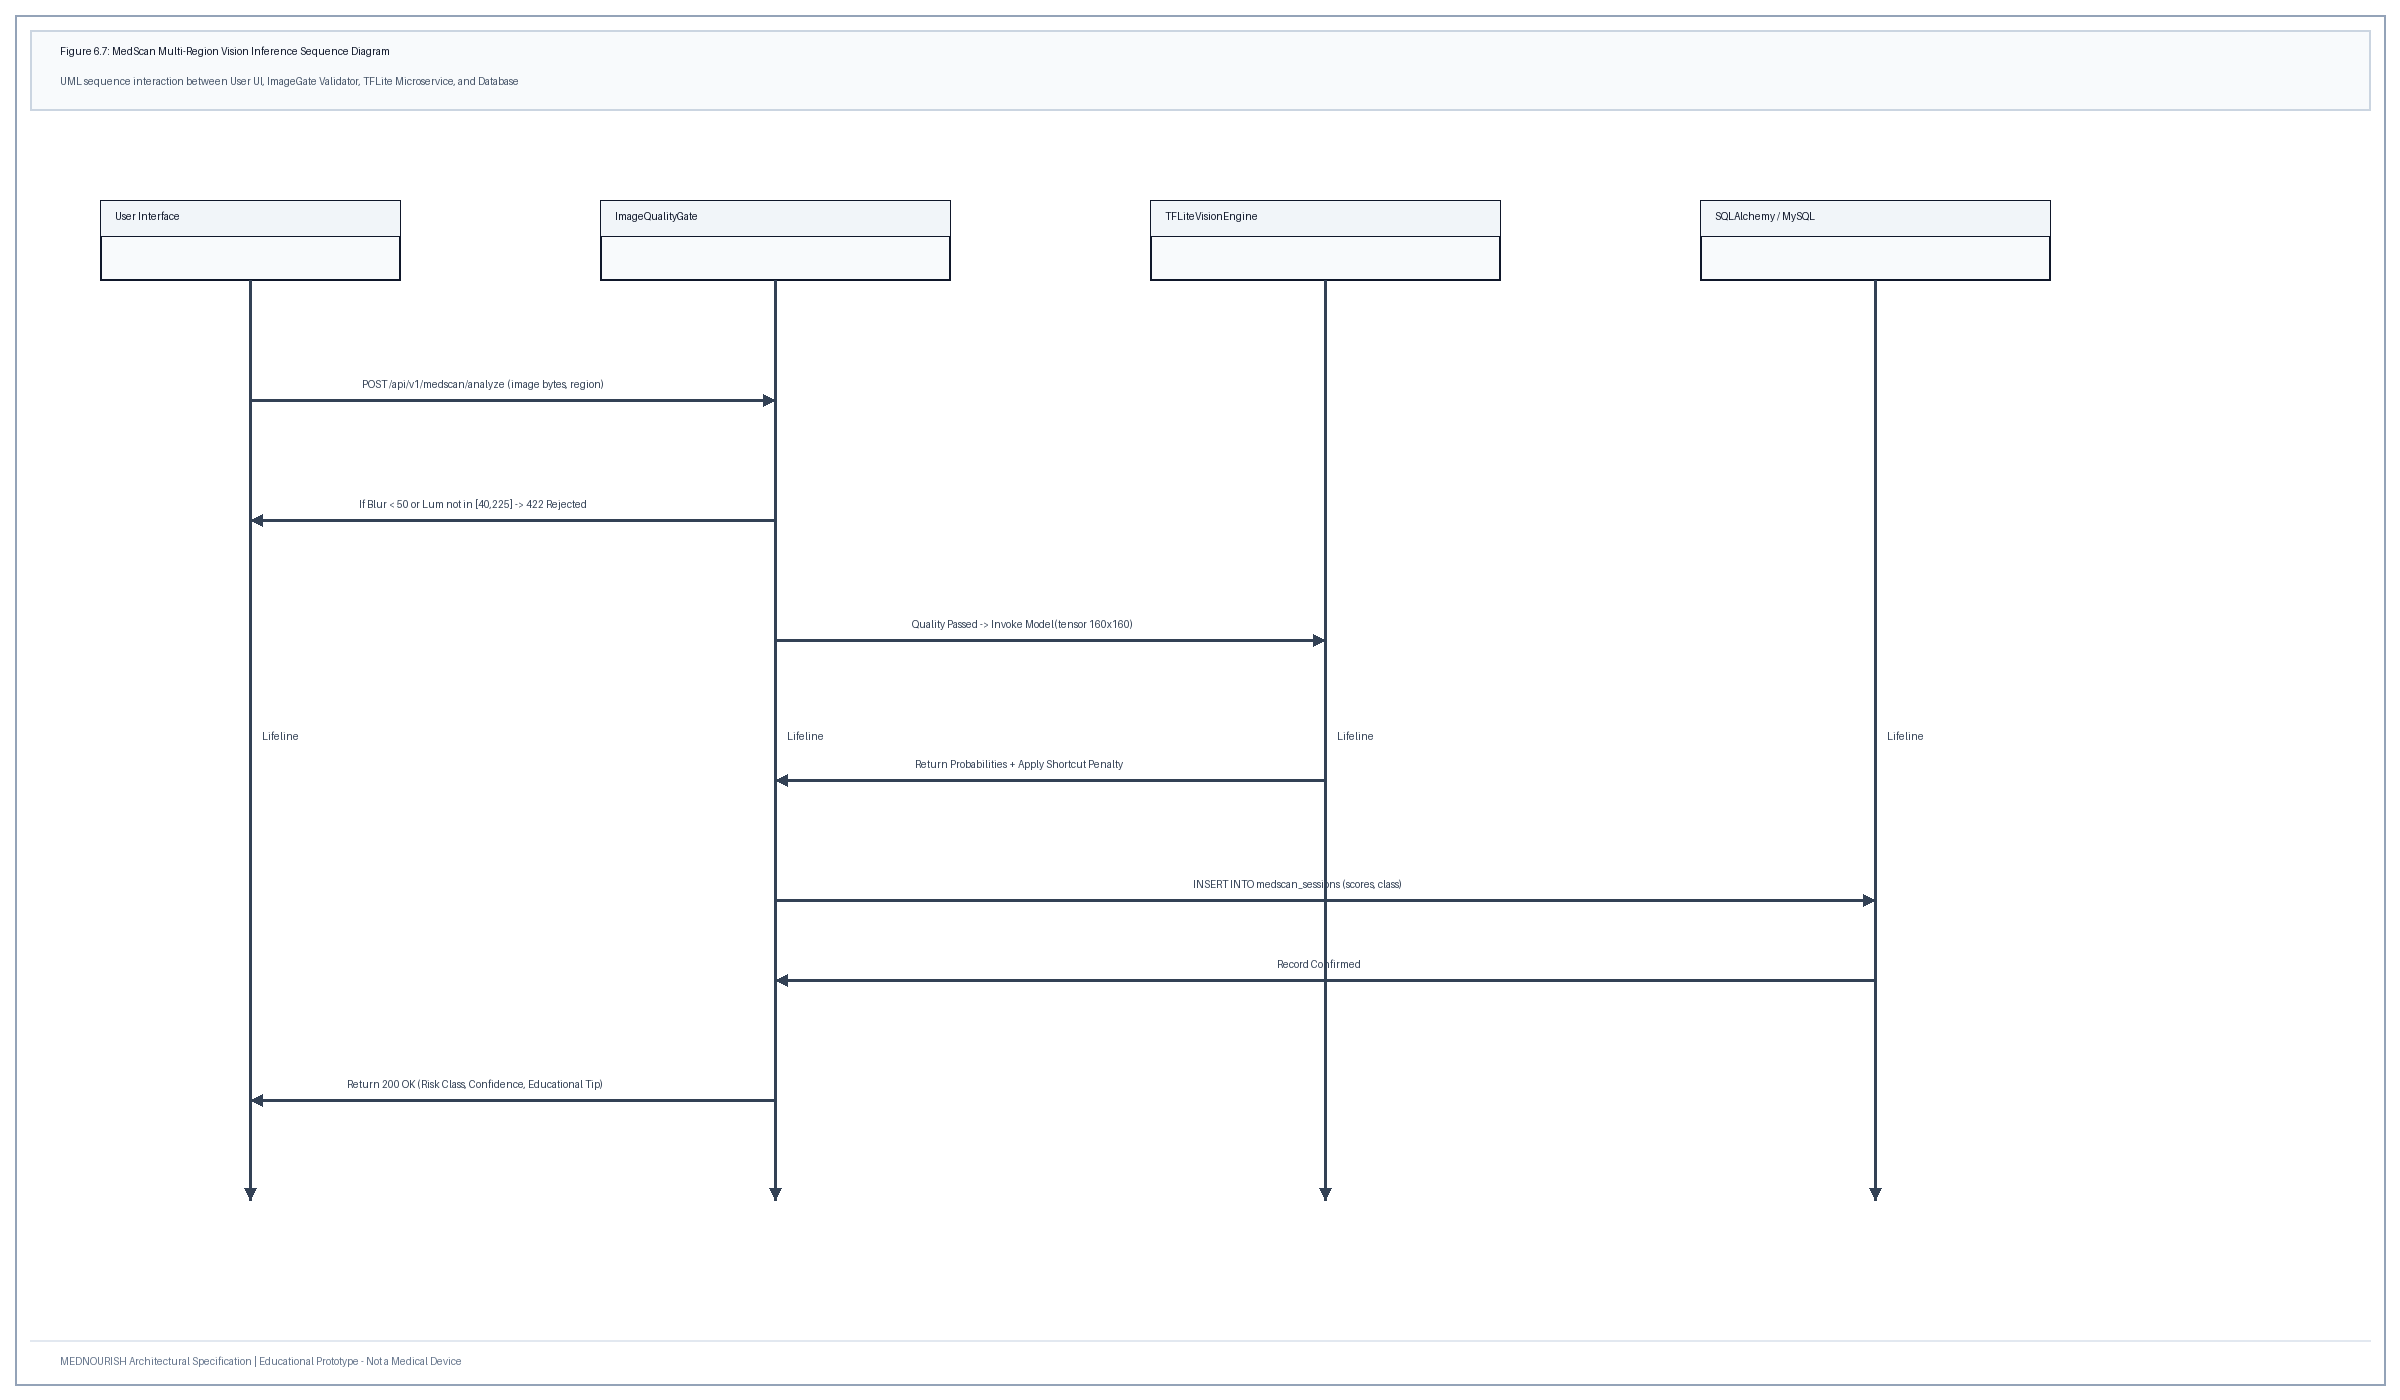 Figure 6.7: MedScan Multi-Region Vision Inference Sequence Diagram
UML sequence interaction between User UI, ImageGate Validator, TFLite Microservice, and Database
User Interface
ImageQualityGate
TFLiteVisionEngine
SQLAlchemy / MySQL
POST /api/v1/medscan/analyze (image bytes, region)
If Blur < 50 or Lum not in [40,225] -> 422 Rejected
Quality Passed -> Invoke Model(tensor 160x160)
Lifeline
Lifeline
Lifeline
Lifeline
Return Probabilities + Apply Shortcut Penalty
INSERT INTO medscan_sessions (scores, class)
Record Confirmed
Return 200 OK (Risk Class, Confidence, Educational Tip)
MEDNOURISH Architectural Specification | Educational Prototype - Not a Medical Device